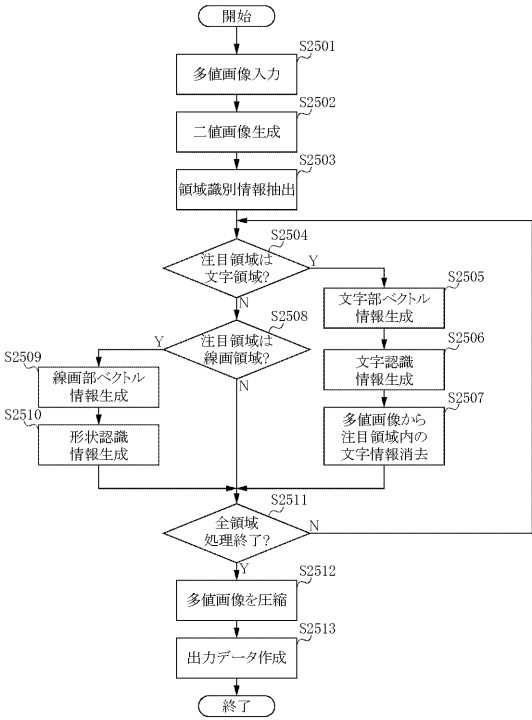 開始
S2501
多値画像入力
S2502
二値画像生成
S2503
領域識別情報抽出
S2504
注目領域は
文字領域?
Y
N
S2505
文字部ベクトル
情報生成
S2506
文字認識
情報生成
S2507
多値画像から
注目領域内の
文字情報消去
S2508
注目領域は
線画領域?
Y
N
S2509
線画部ベクトル
情報生成
S2510
形状認識
情報生成
S2511
全領域
処理終了?
N
Y
S2512
多値画像を圧縮
S2513
出力データ作成
終了